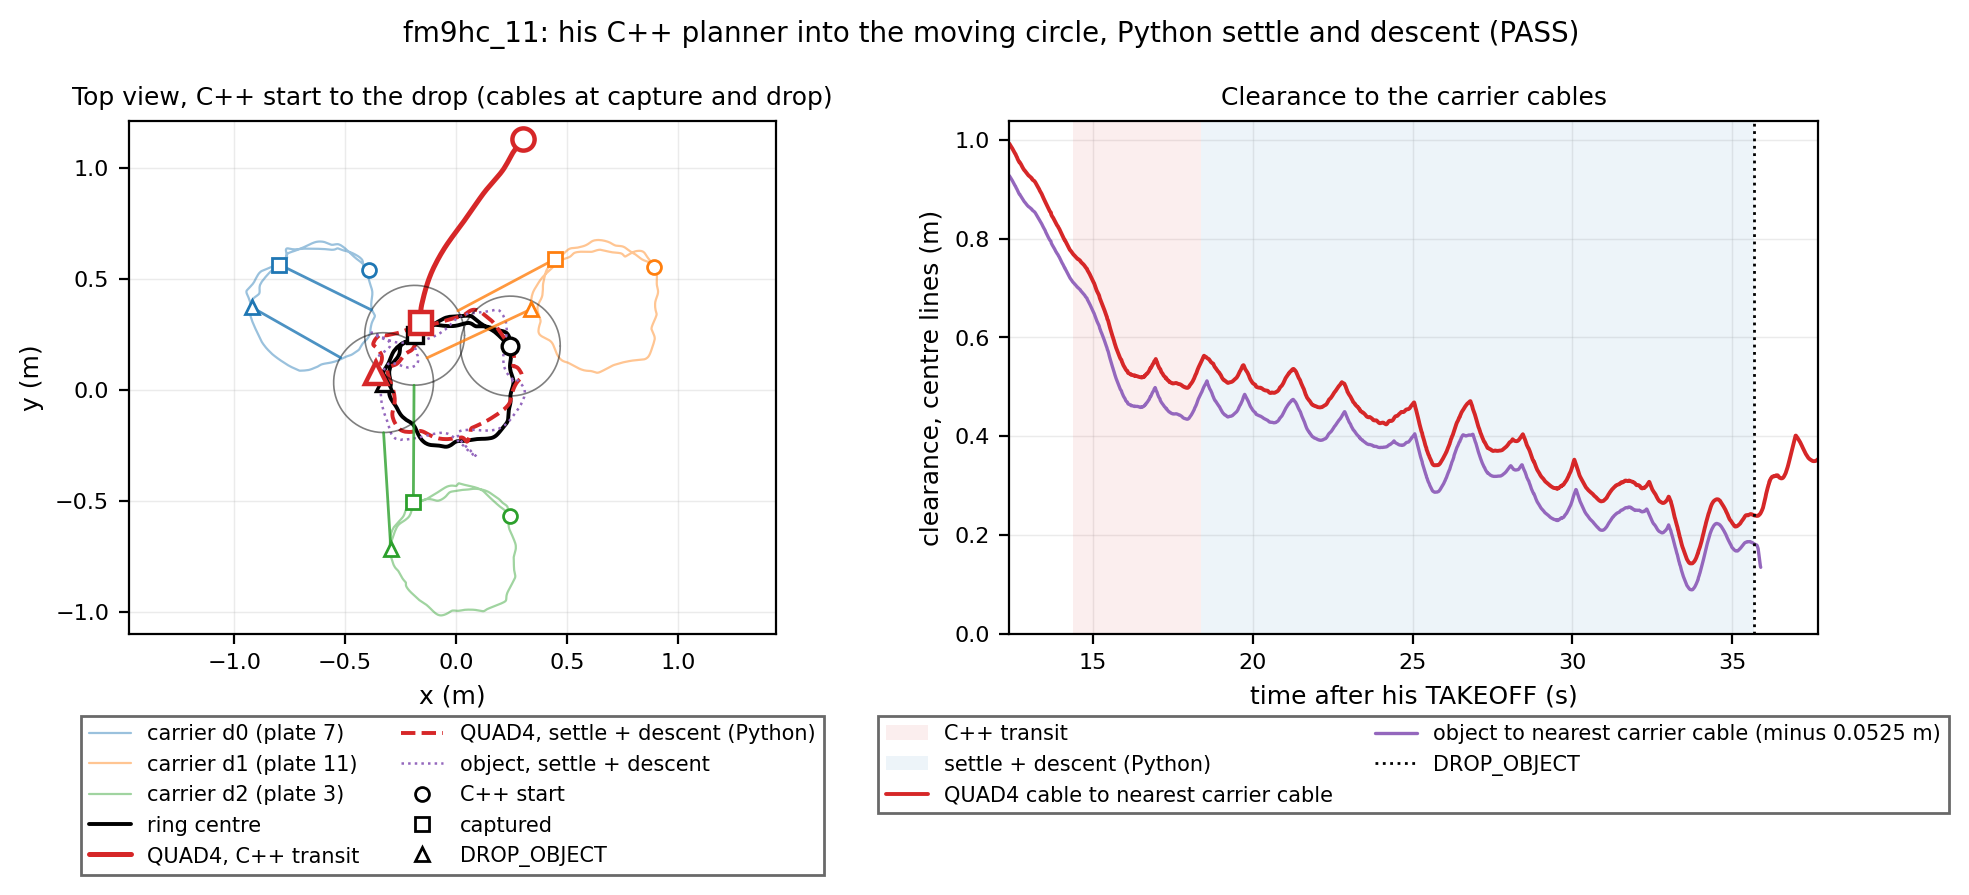 fm9hc_11: his C++ planner into the moving circle, Python settle and descent (PASS)
Top view, C++ start to the drop (cables at capture and drop)
y (m)
1.0
0.5
0.0
−0.5
−1.0
−1.0
−0.5
0.0
0.5
1.0
x (m)
carrier d0 (plate 7)
carrier d1 (plate 11)
carrier d2 (plate 3)
ring centre
QUAD4, C++ transit
QUAD4, settle + descent (Python)
object, settle + descent
C++ start
captured
DROP_OBJECT
Clearance to the carrier cables
clearance, centre lines (m)
1.0
0.8
0.6
0.4
0.2
0.0
15
20
25
30
35
time after his TAKEOFF (s)
C++ transit
settle + descent (Python)
QUAD4 cable to nearest carrier cable
object to nearest carrier cable (minus 0.0525 m)
DROP_OBJECT